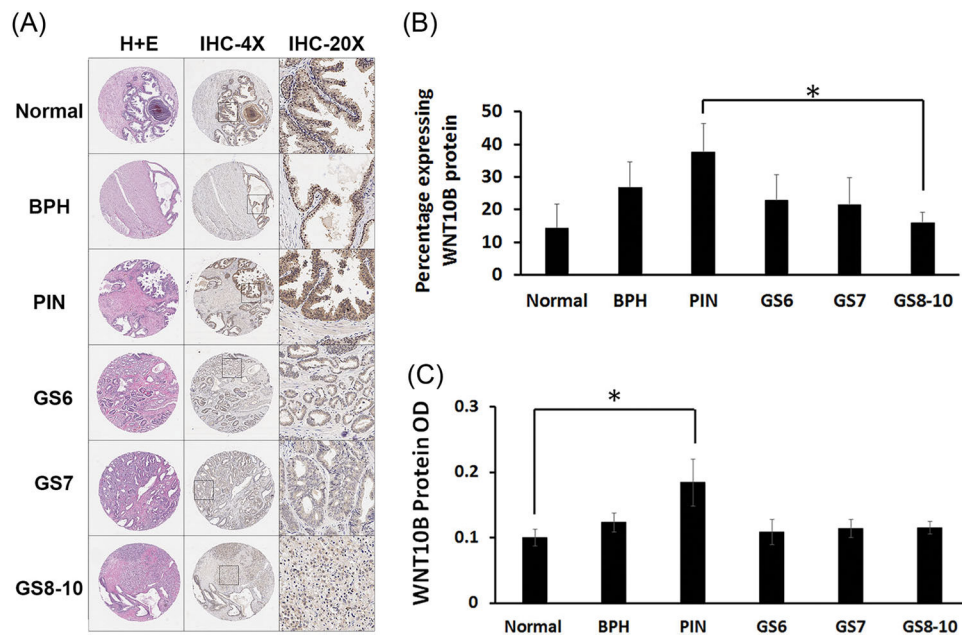 (A)
H+E IHC-4X IHC-20X
Normal
BPH
PIN
GS6
GS7
GS8-10
(B)
Percentage expressing
WNT10B protein
50
40
30
20
10
0
*
Normal BPH PIN GS6 GS7 GS8-10
(C)
WNT10B Protein OD
0.3
0.2
0.1
0.0
*
Normal BPH PIN GS6 GS7 GS8-10